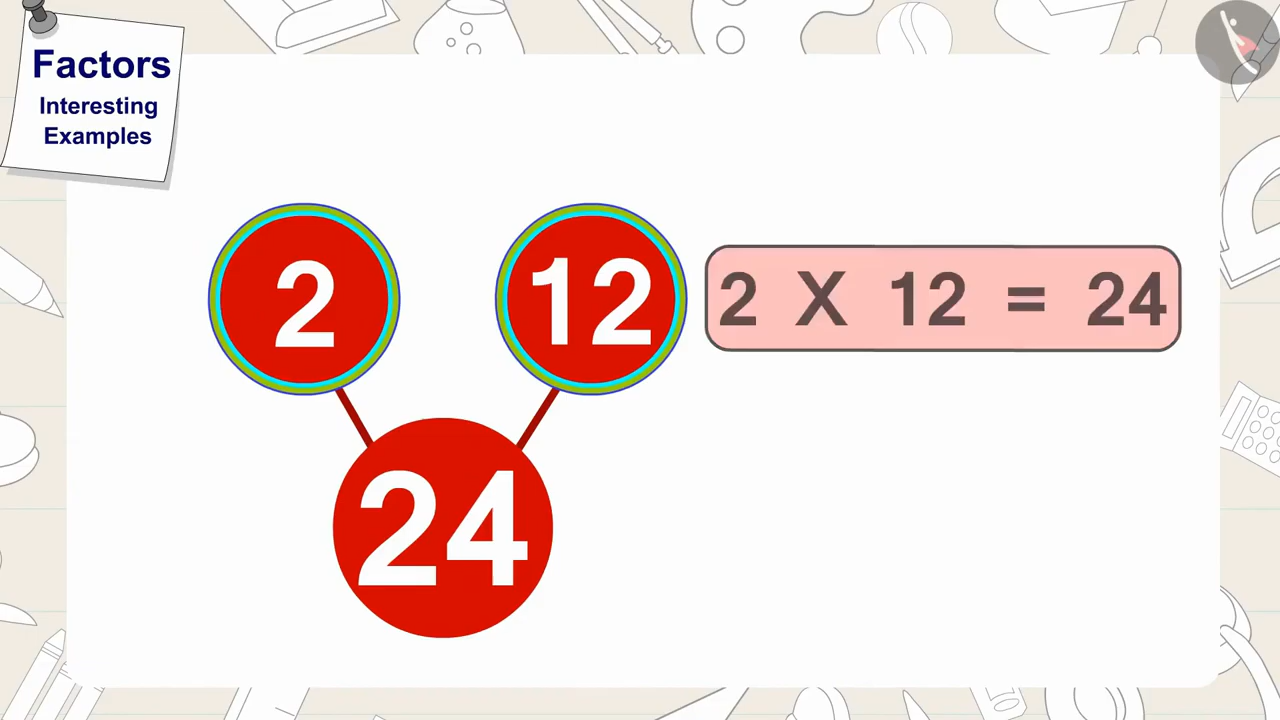 Factors
Interesting
Examples
2
12
2 X 12 = 24
24